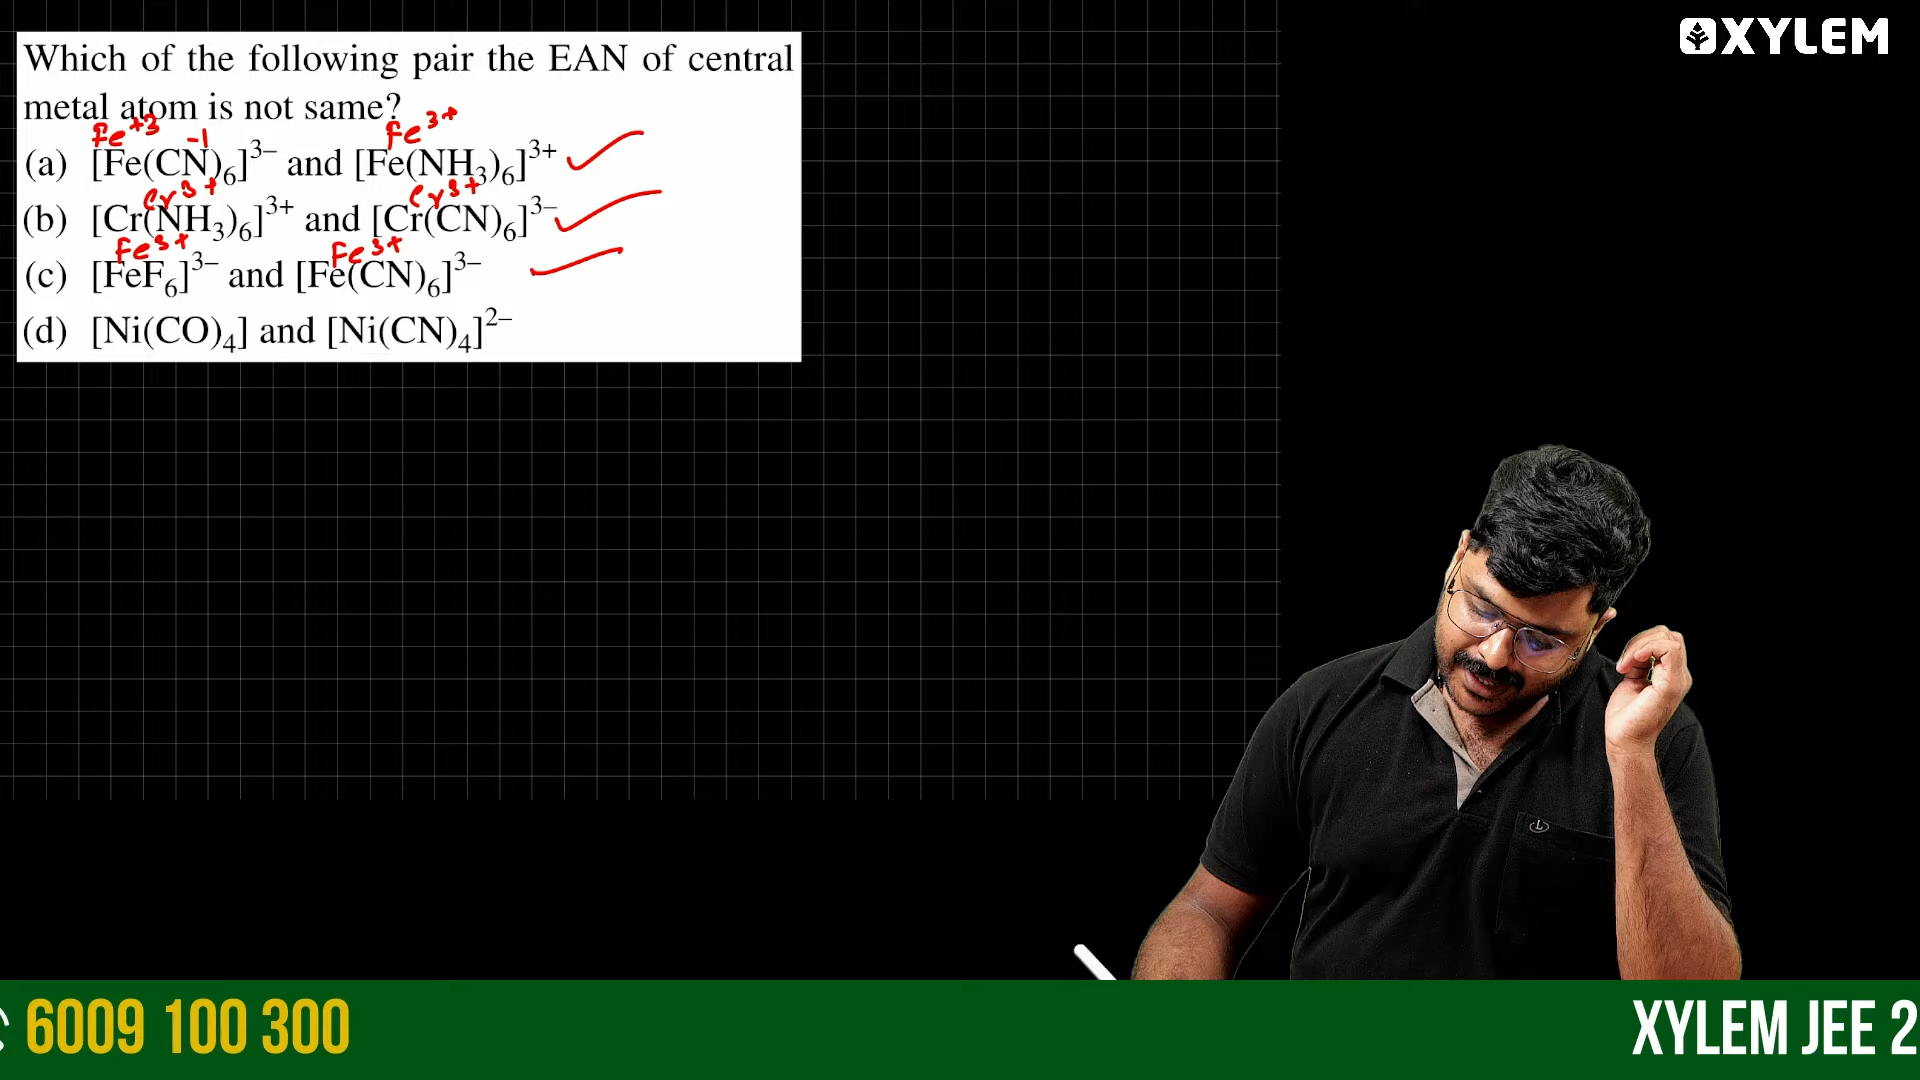 XYLEM
Which of the following pair the EAN of central
metal atom is not same?
Fe+3 -1 Fe3+
(a) [Fe(CN)6]3– and [Fe(NH3)6]3+
Cr3+ Cr3+
(b) [Cr(NH3)6]3+ and [Cr(CN)6]3–
Fe3+ Fe3+
(c) [FeF6]3– and [Fe(CN)6]3–
(d) [Ni(CO)4] and [Ni(CN)4]2–
6009 100 300
XYLEM JEE 2